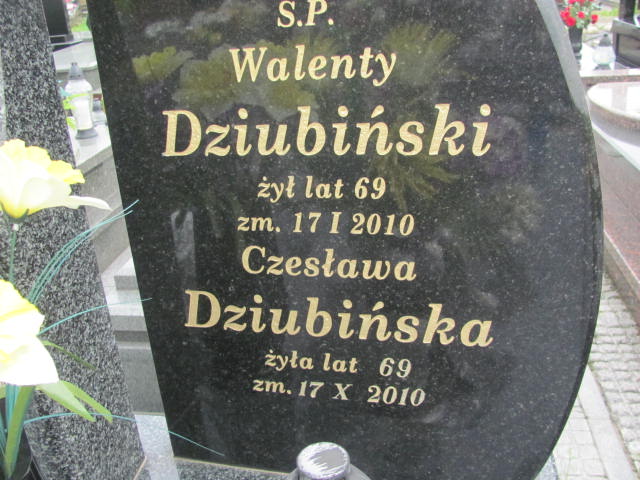 Ś.P.
Walenty
Dziubiński
żył lat 69
zm. 17 I 2010
Czesława
Dziubińska
żyła lat 69
zm. 17 X 2010